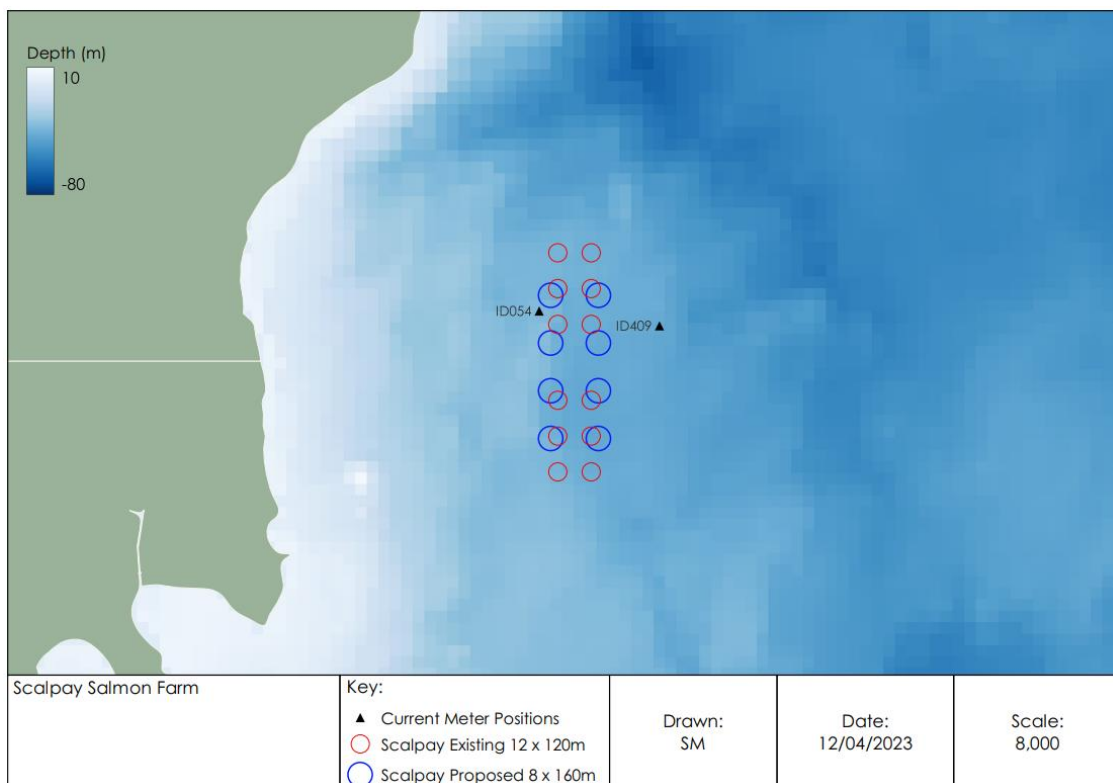 Depth (m)
10
-80
ID054
ID409
Scalpay Salmon Farm
Key:
Current Meter Positions
Scalpay Existing 12 x 120m
Scalpay Proposed 8 x 160m
Drawn:
SM
Date:
12/04/2023
Scale:
8,000